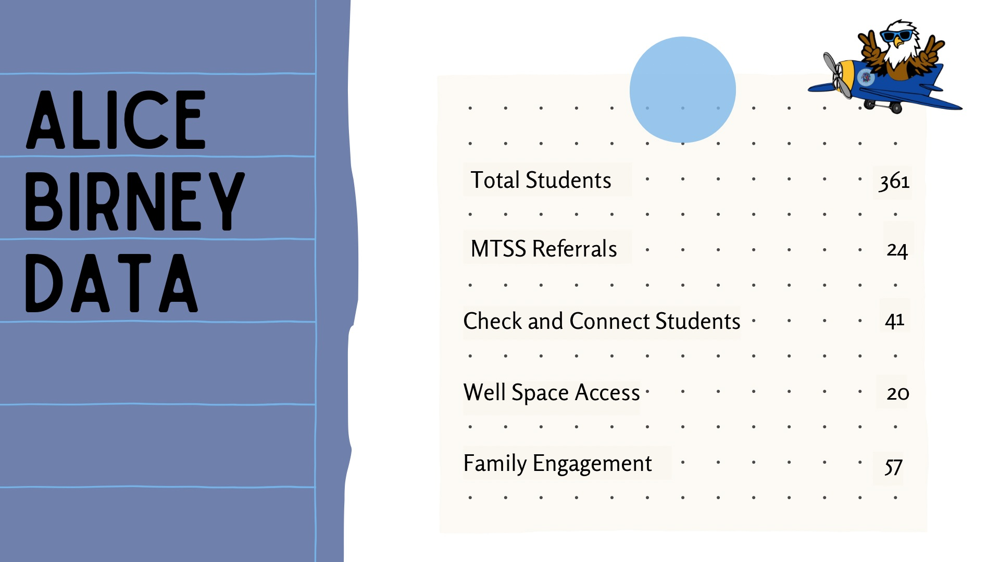 ALICE
BIRNEY
DATA
Total Students 361
MTSS Referrals 24
Check and Connect Students 41
Well Space Access 20
Family Engagement 57